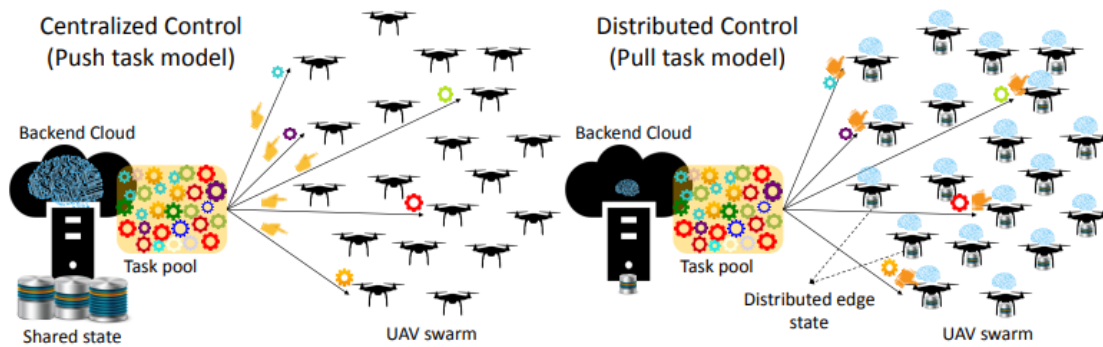 Centralized Control
(Push task model)
Backend Cloud
Task pool
Shared state
UAV swarm
Distributed Control
(Pull task model)
Backend Cloud
Task pool
Distributed edge
state
UAV swarm